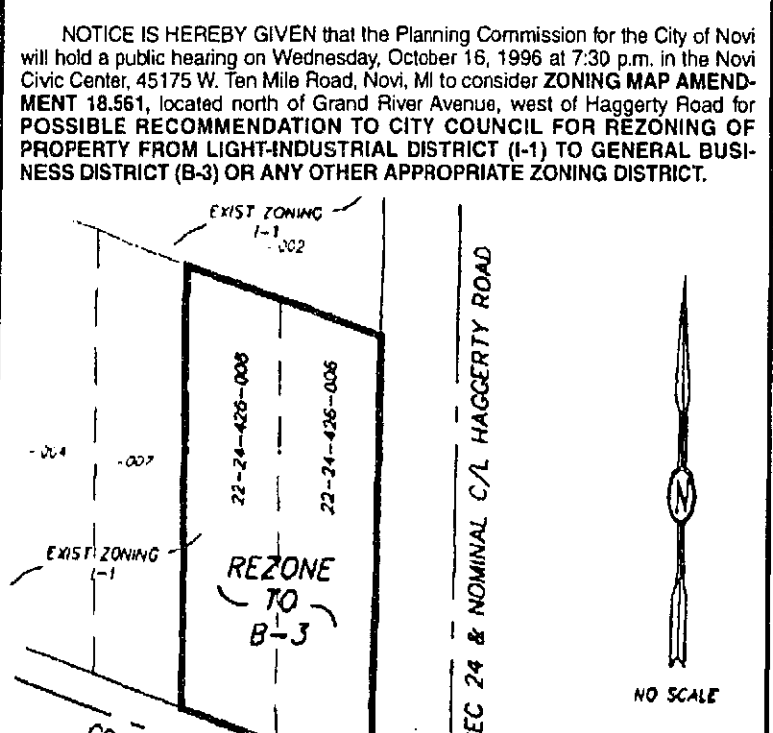 NOTICE IS HEREBY GIVEN that the Planning Commission for the City of Novi
will hold a public hearing on Wednesday, October 16, 1996 at 7:30 p.m. in the Novi
Civic Center, 45175 W. Ten Mile Road, Novi, MI to consider ZONING MAP AMEND-
MENT 18.561, located north of Grand River Avenue, west of Haggerty Road for
POSSIBLE RECOMMENDATION TO CITY COUNCIL FOR REZONING OF
PROPERTY FROM LIGHT-INDUSTRIAL DISTRICT (I-1) TO GENERAL BUSI-
NESS DISTRICT (B-3) OR ANY OTHER APPROPRIATE ZONING DISTRICT.
EXIST ZONING
I-1
-002
-004
-007
22-24-426-008
22-24-426-006
EXIST ZONING
I-1
REZONE
TO
B-3
EC 24 & NOMINAL C/L HAGGERTY ROAD
N
NO SCALE